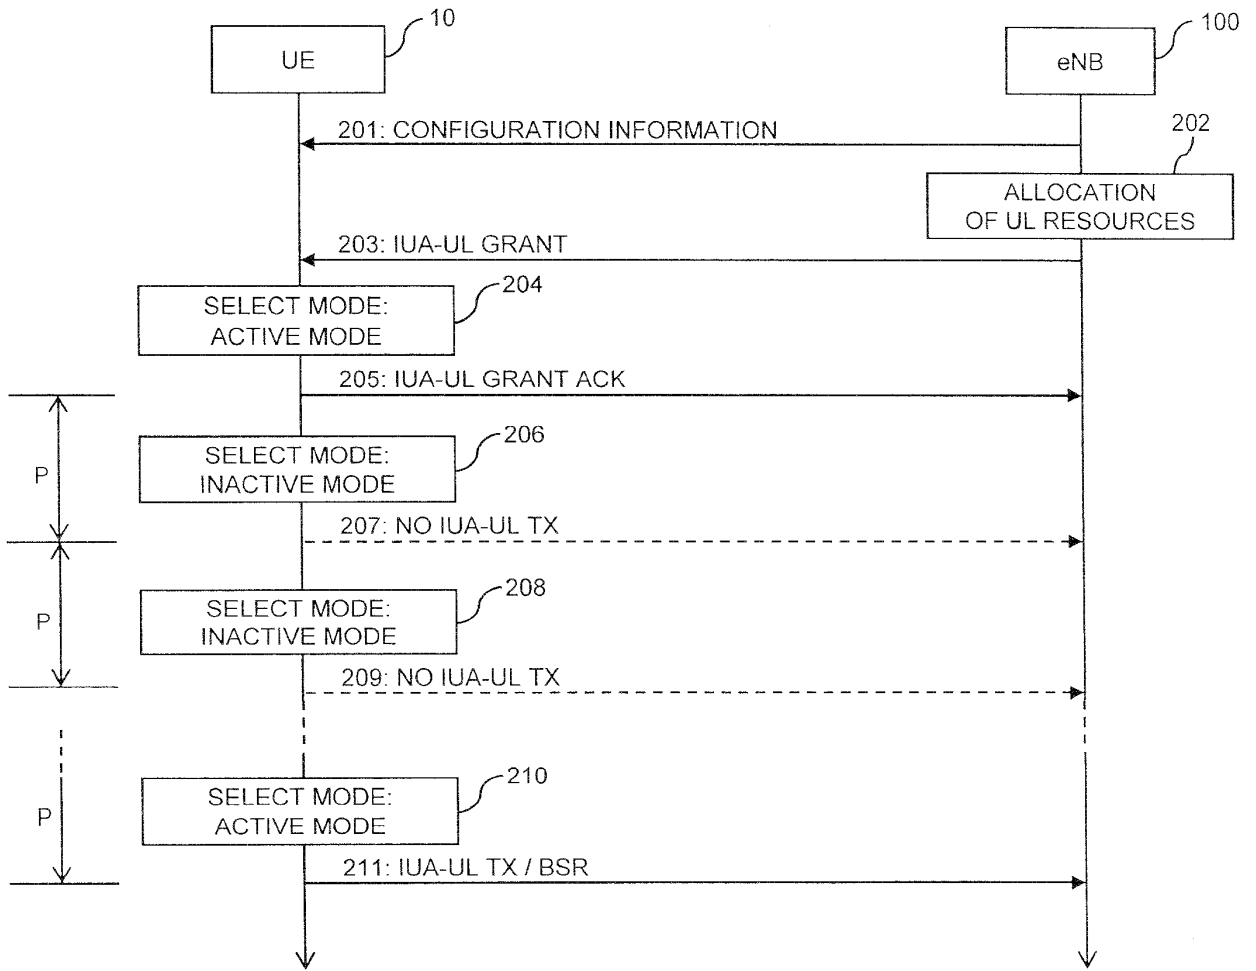 10
100
UE
eNB
201: CONFIGURATION INFORMATION
202
ALLOCATION
OF UL RESOURCES
203: IUA-UL GRANT
204
SELECT MODE:
ACTIVE MODE
205: IUA-UL GRANT ACK
206
SELECT MODE:
INACTIVE MODE
P
207: NO IUA-UL TX
208
SELECT MODE:
INACTIVE MODE
P
209: NO IUA-UL TX
210
SELECT MODE:
ACTIVE MODE
P
211: IUA-UL TX / BSR